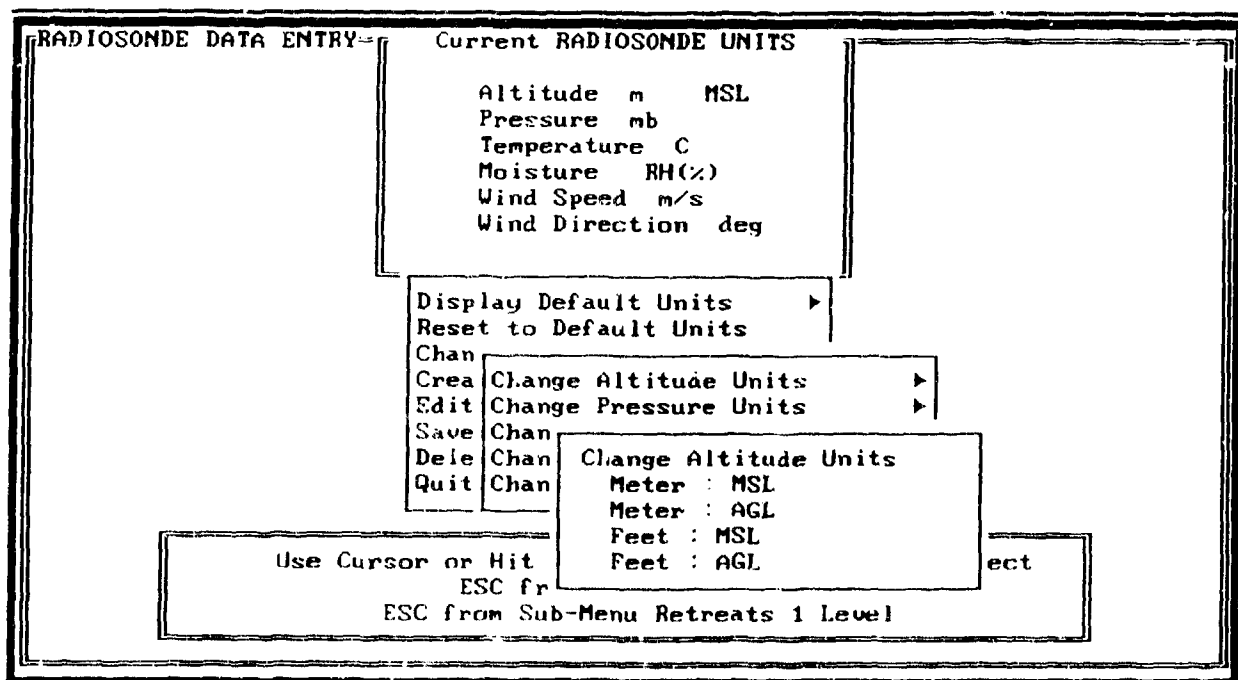 RADIOSONDE DATA ENTRY
Current RADIOSONDE UNITS
Altitude m MSL
Pressure mb
Temperature C
Moisture RH(%)
Wind Speed m/s
Wind Direction deg
Display Default Units ►
Reset to Default Units
Chan
Crea
Edit
Save
Dele
Quit
Change Altitude Units ►
Change Pressure Units ►
Chan
Chan
Chan
Change Altitude Units
Meter : MSL
Meter : AGL
Feet : MSL
Feet : AGL
Use Cursor or Hit ect
ESC fr
ESC from Sub-Menu Retreats 1 Level